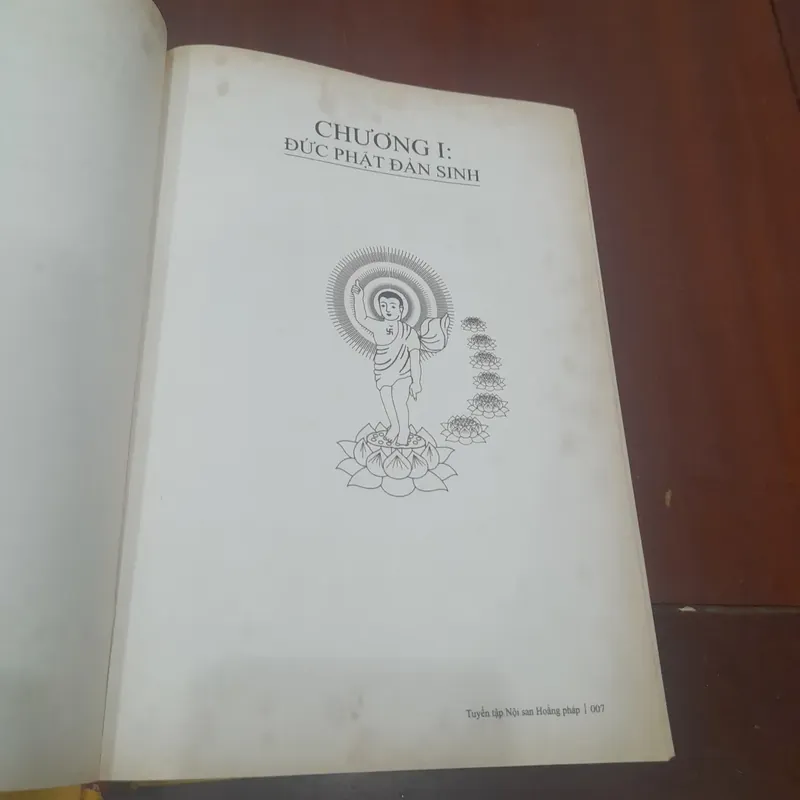 CHƯƠNG I:
ĐỨC PHẬT ĐẢN SINH
Tuyển tập Nội san Hoằng pháp | 007